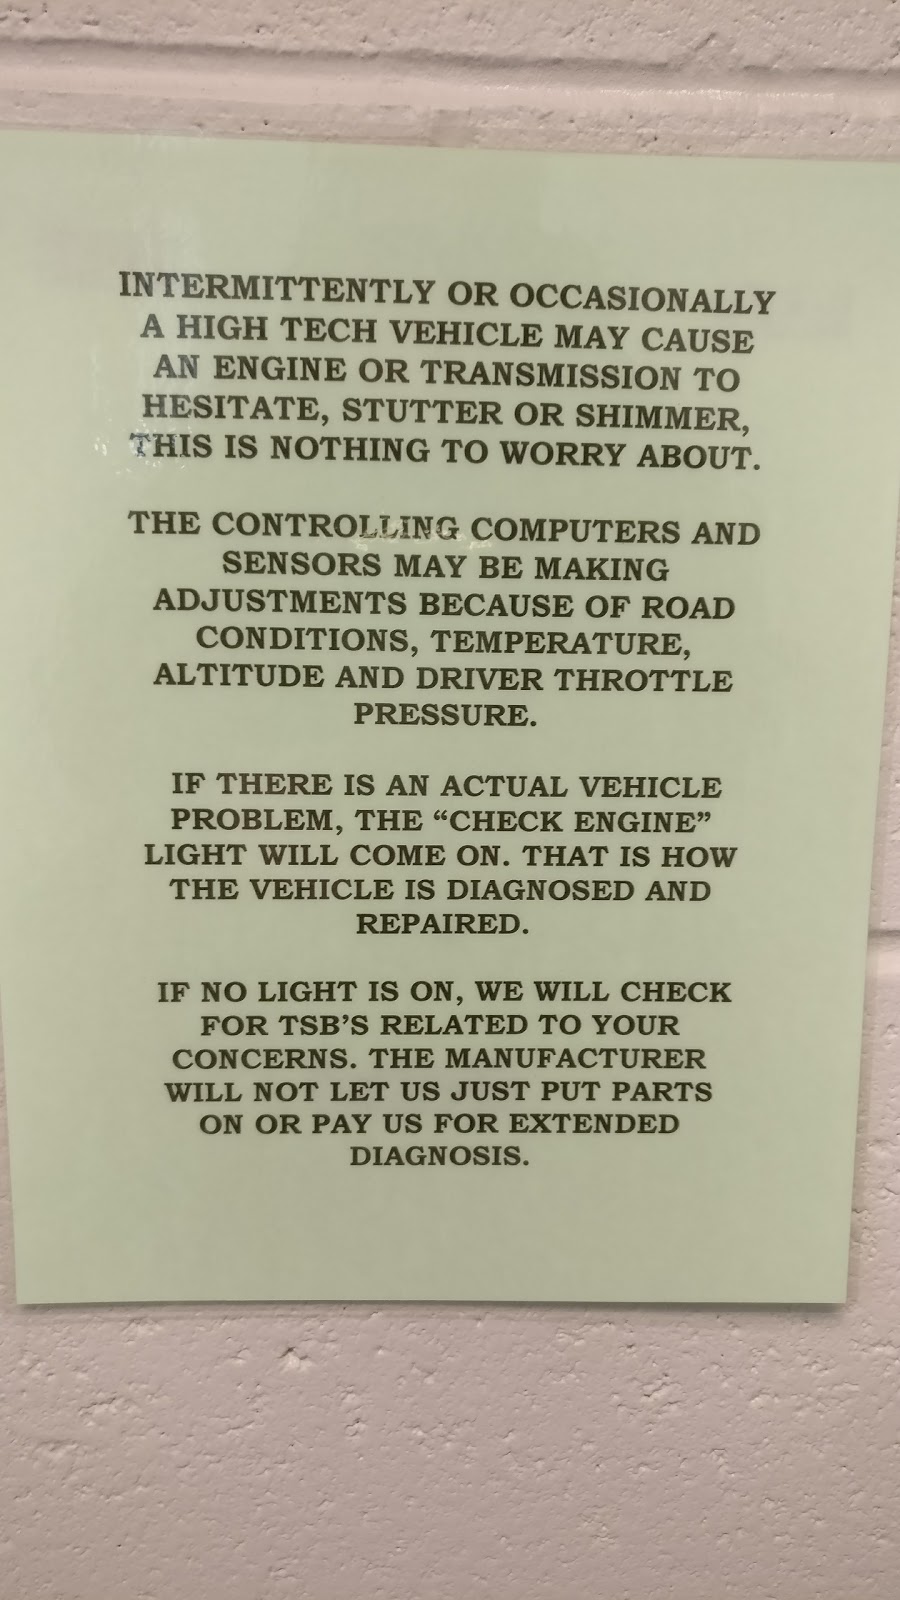 INTERMITTENTLY OR OCCASIONALLY
A HIGH TECH VEHICLE MAY CAUSE
AN ENGINE OR TRANSMISSION TO
HESITATE, STUTTER OR SHIMMER,
THIS IS NOTHING TO WORRY ABOUT.
THE CONTROLLING COMPUTERS AND
SENSORS MAY BE MAKING
ADJUSTMENTS BECAUSE OF ROAD
CONDITIONS, TEMPERATURE,
ALTITUDE AND DRIVER THROTTLE
PRESSURE.
IF THERE IS AN ACTUAL VEHICLE
PROBLEM, THE “CHECK ENGINE”
LIGHT WILL COME ON. THAT IS HOW
THE VEHICLE IS DIAGNOSED AND
REPAIRED.
IF NO LIGHT IS ON, WE WILL CHECK
FOR TSB’S RELATED TO YOUR
CONCERNS. THE MANUFACTURER
WILL NOT LET US JUST PUT PARTS
ON OR PAY US FOR EXTENDED
DIAGNOSIS.